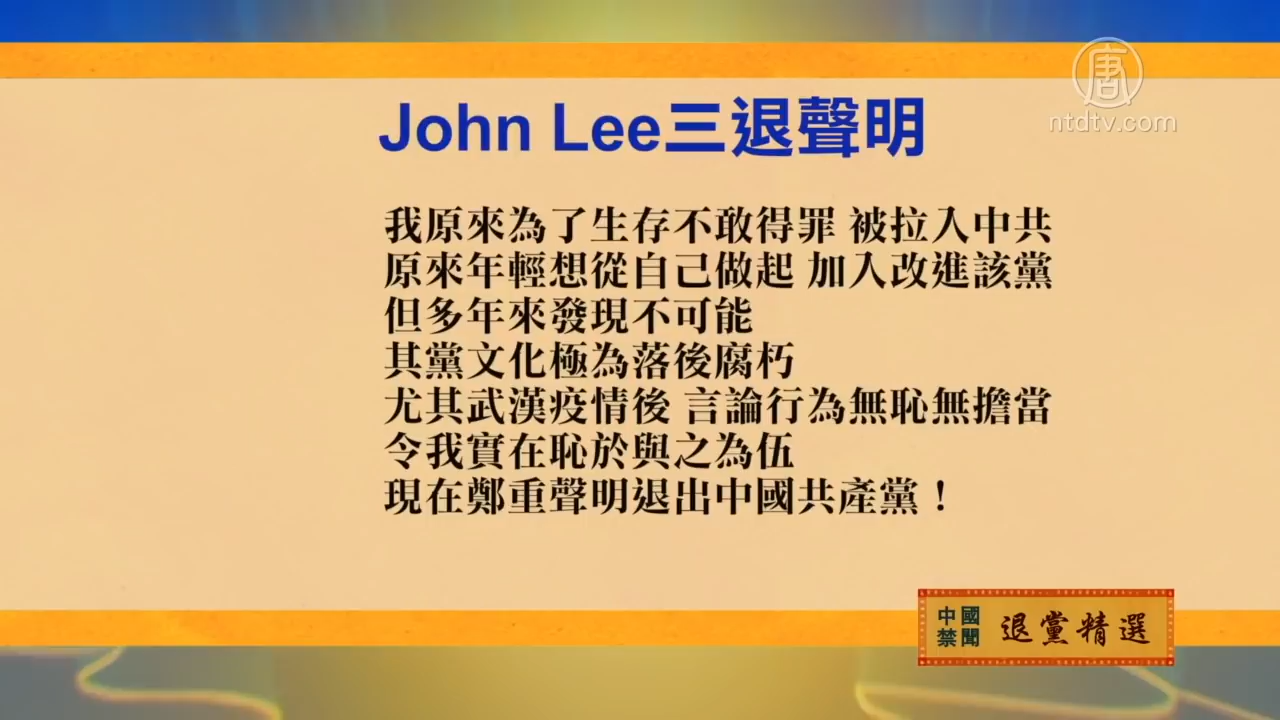 唐
ntdtv.com
John Lee三退聲明
我原來為了生存不敢得罪 被拉入中共
原來年輕想從自己做起 加入改進該黨
但多年來發現不可能
其黨文化極為落後腐朽
尤其武漢疫情後 言論行為無恥無擔當
令我實在恥於與之為伍
現在鄭重聲明退出中國共產黨！
中國
禁聞
退黨精選